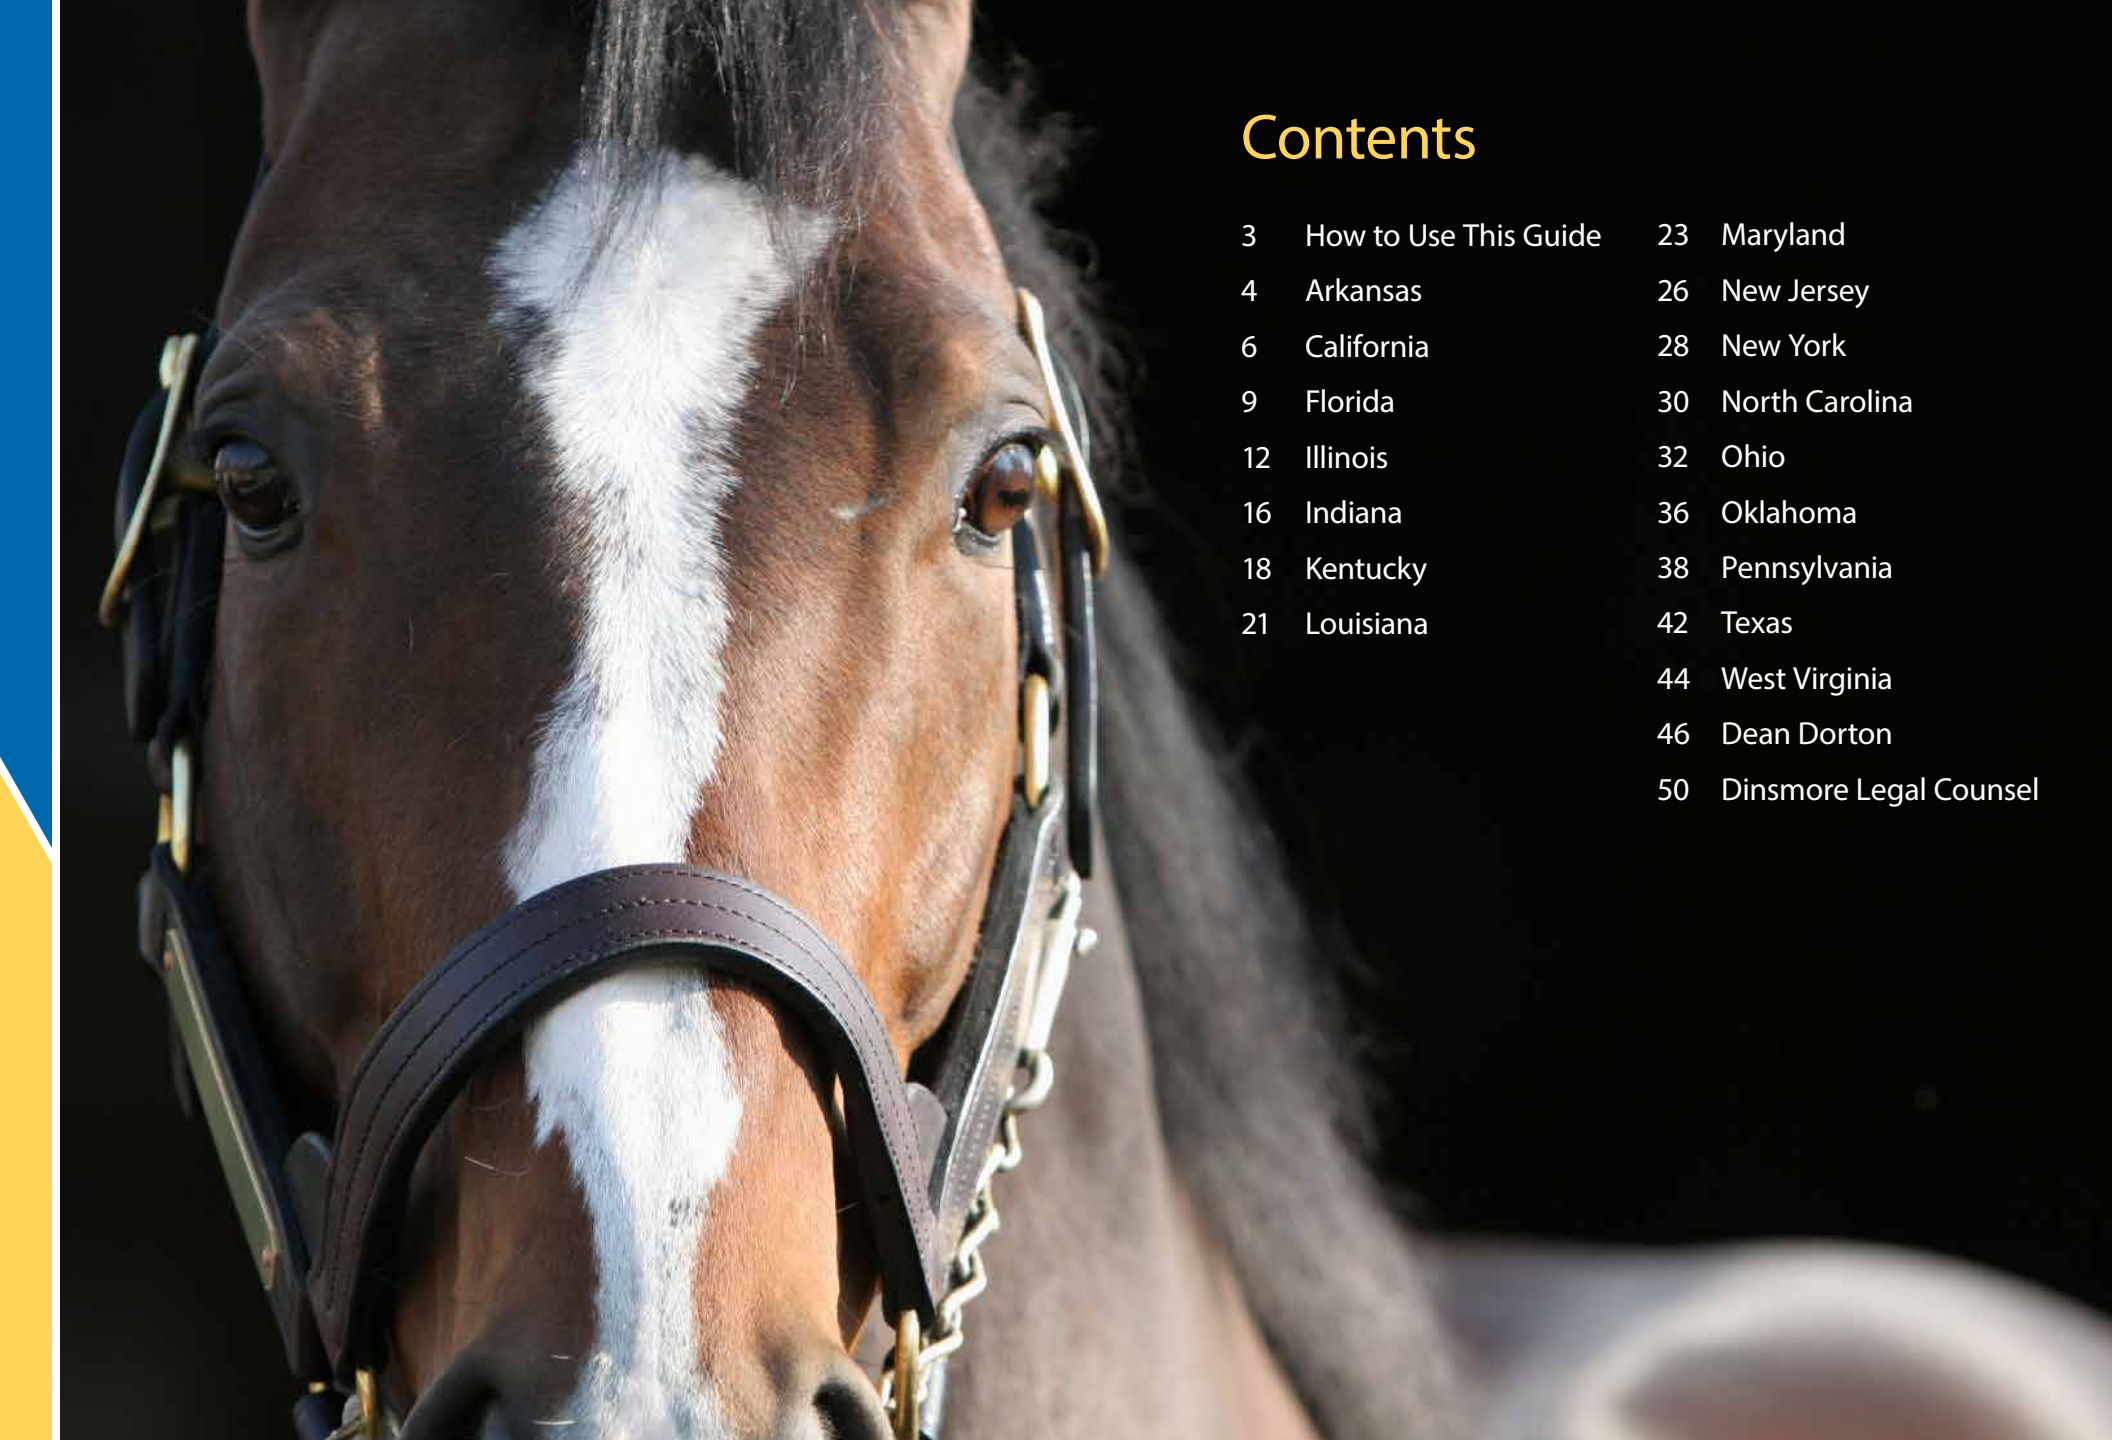 Contents
3 How to Use This Guide
4 Arkansas
6 California
9 Florida
12 Illinois
16 Indiana
18 Kentucky
21 Louisiana
23 Maryland
26 New Jersey
28 New York
30 North Carolina
32 Ohio
36 Oklahoma
38 Pennsylvania
42 Texas
44 West Virginia
46 Dean Dorton
50 Dinsmore Legal Counsel